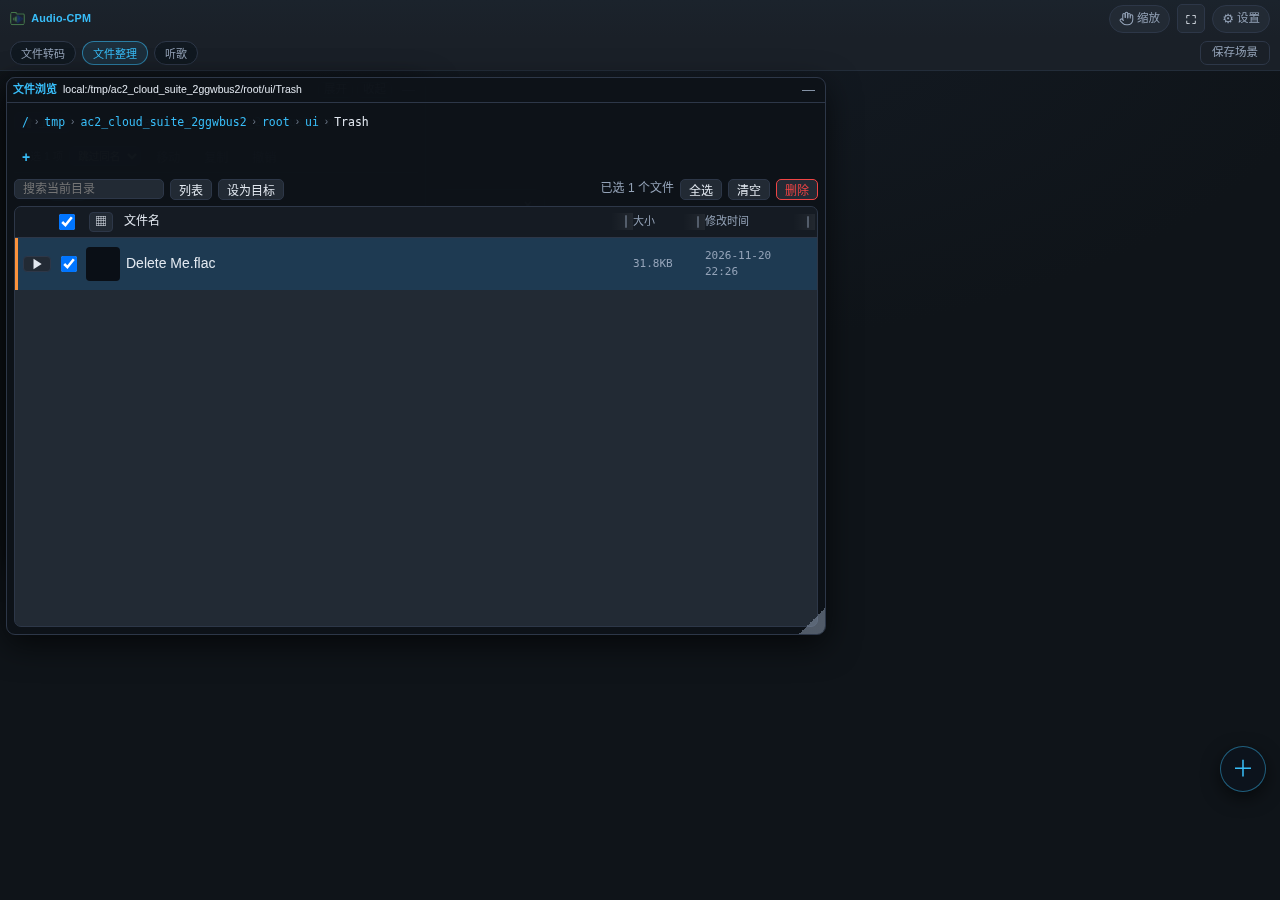 Audio-CPM
缩放
设置
文件转码
文件整理
听歌
保存场景
文件浏览 local:/tmp/ac2_cloud_suite_2ggwbus2/root/ui/Trash
/ › tmp › ac2_cloud_suite_2ggwbus2 › root › ui › Trash
+
搜索当前目录
列表
设为目标
已选 1 个文件
全选
清空
删除
文件名
大小
修改时间
Delete Me.flac
31.8KB
2026-11-20
22:26